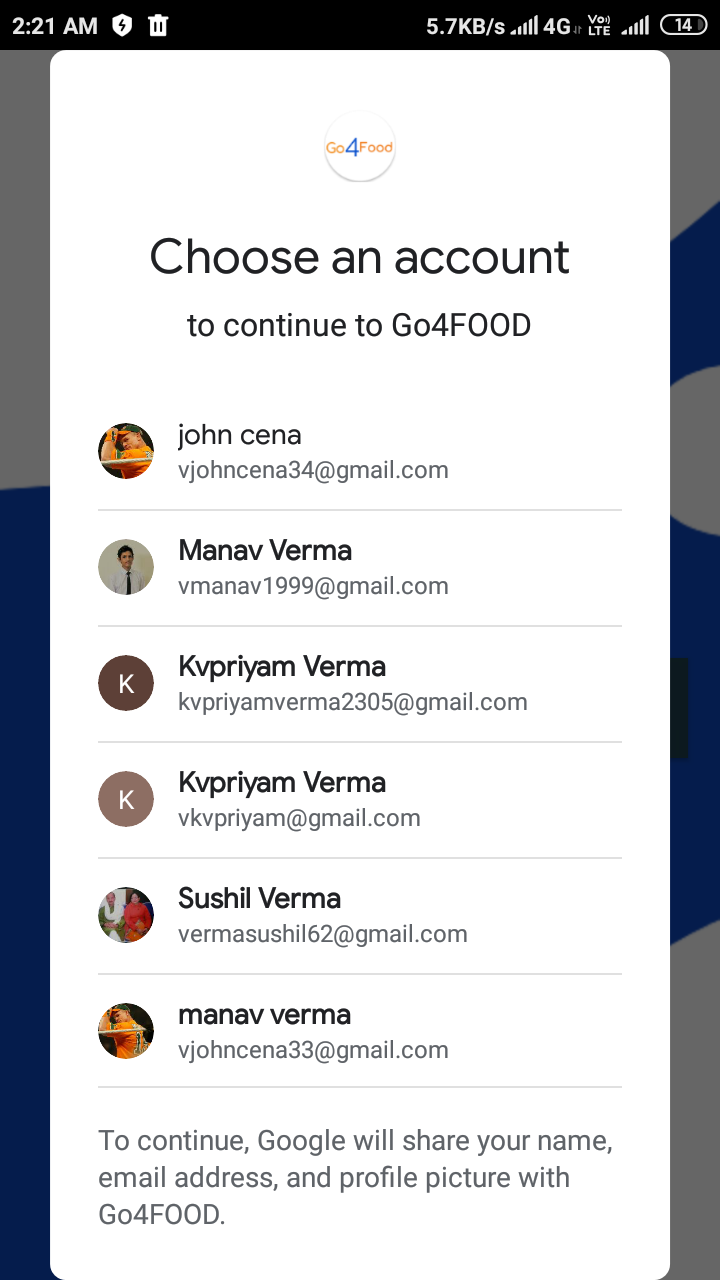 2:21 AM 5.7KB/s 4G Vo) LTE 14
Go4Food
Choose an account
to continue to Go4FOOD
john cena
vjohncena34@gmail.com
Manav Verma
vmanav1999@gmail.com
K
Kvpriyam Verma
kvpriyamverma2305@gmail.com
K
Kvpriyam Verma
vkvpriyam@gmail.com
Sushil Verma
vermasushil62@gmail.com
manav verma
vjohncena33@gmail.com
To continue, Google will share your name,
email address, and profile picture with
Go4FOOD.